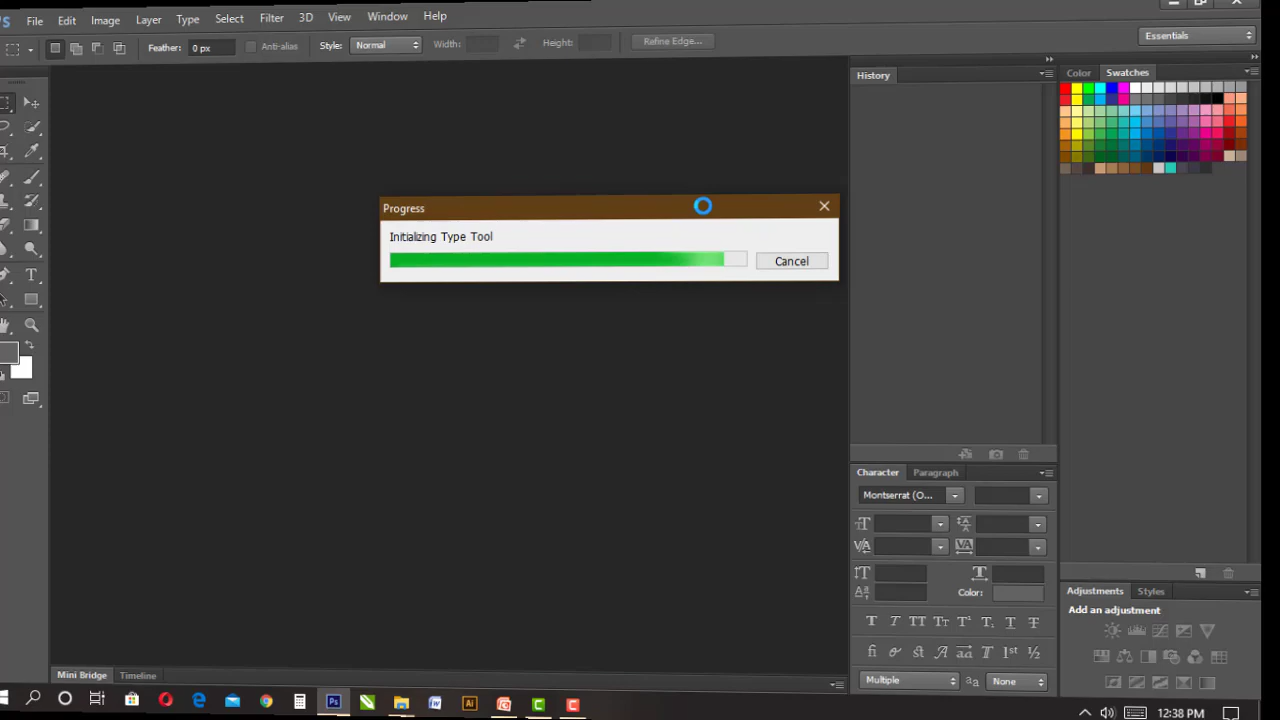 File Edit Image Layer Type Select Filter 3D View Window Help
Feather: 0 px Anti-alias Style: Normal Width: Height: Refine Edge... Essentials
History
Color Swatches
Progress
Initializing Type Tool
Cancel
Character Paragraph
Montserrat (O...
Color:
Adjustments Styles
Add an adjustment
Multiple
None
Mini Bridge Timeline
12:38 PM